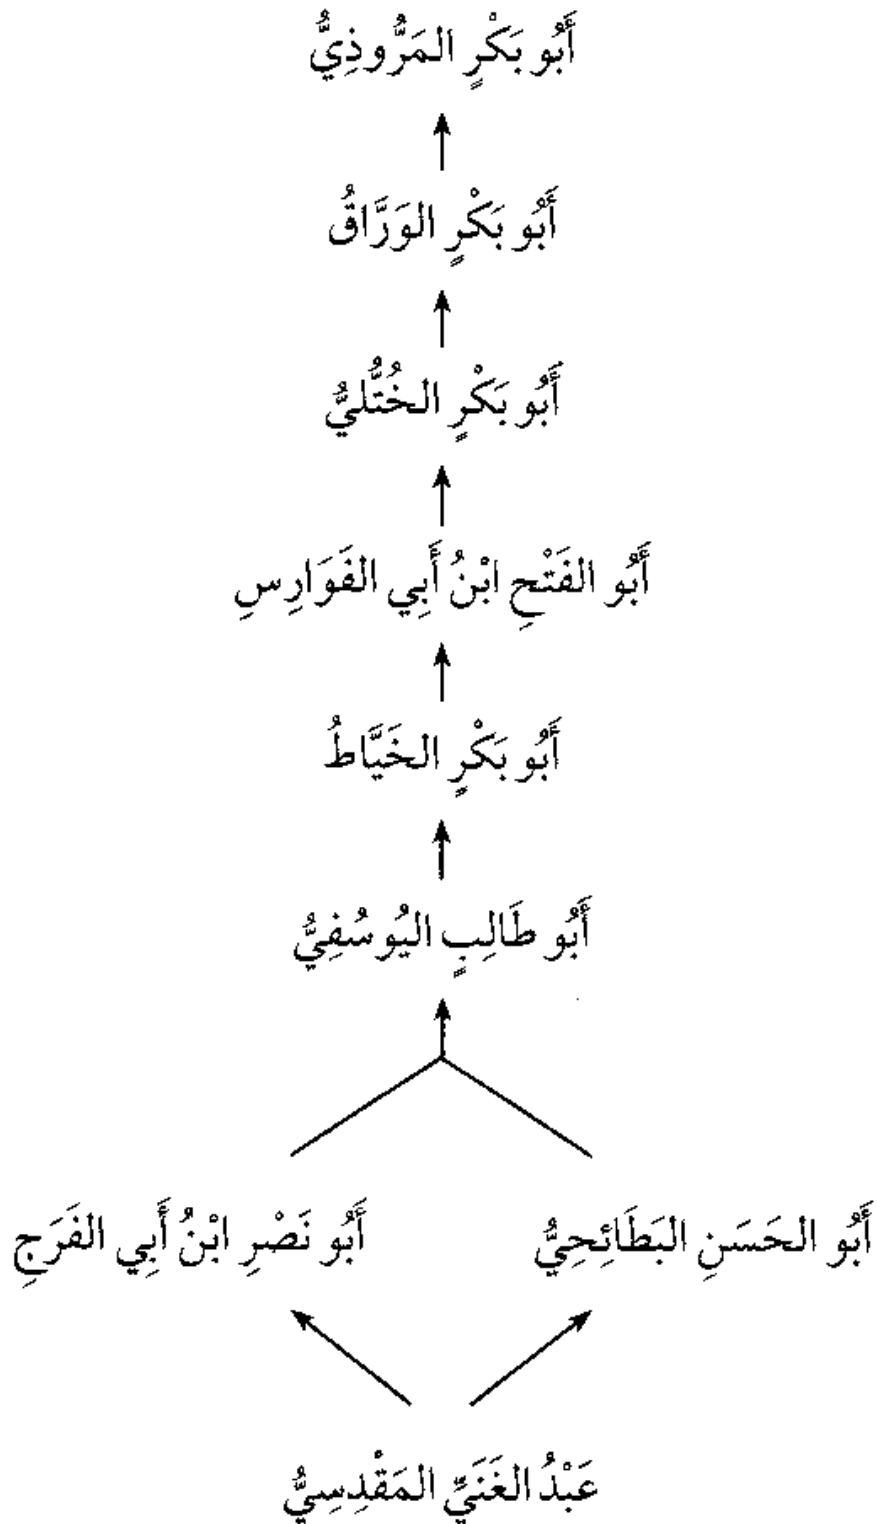 أَبُو بَكْرٍ المَرُّوذِيُّ
أَبُو بَكْرٍ الوَرَّاقُ
أَبُو بَكْرٍ الخُتُّليُّ
أَبُو الفَتْحِ ابْنُ أَبِي الفَوَارِسِ
أَبُو بَكْرٍ الخَيَّاطُ
أَبُو طَالِبٍ اليُوسُفِيُّ
أَبُو الحَسَنِ البَطَائِحِيُّ
أَبُو نَصْرِ ابْنُ أَبِي الفَرَجِ
عَبْدُ الغَنَيِّ المَقْدِسِيُّ